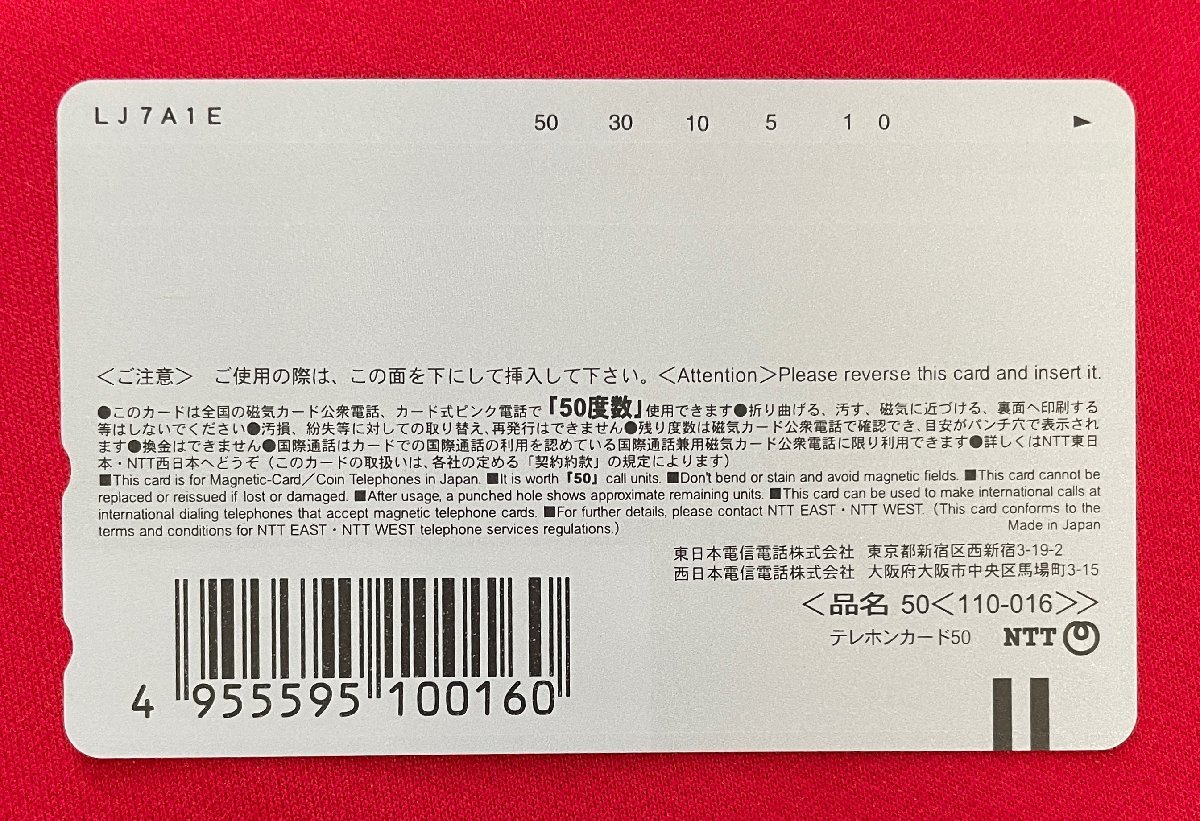 LJ7A1E
50 30 10 5 1 0 ▶
＜ご注意＞ ご使用の際は、この面を下にして挿入して下さい。＜Attention＞Please reverse this card and insert it.
●このカードは全国の磁気カード公衆電話、カード式ピンク電話で「50度数」使用できます●折り曲げる、汚す、磁気に近づける、裏面へ印刷する
等はしないでください●汚損、紛失等に対しての取り替え、再発行はできません●残り度数は磁気カード公衆電話で確認でき、目安がパンチ穴で表示され
ます●換金はできません●国際通話はカードでの国際通話の利用を認めている国際通話兼用磁気カード公衆電話に限り利用できます●詳しくはNTT東日
本・NTT西日本へどうぞ（このカードの取扱いは、各社の定める「契約約款」の規定によります）
■This card is for Magnetic-Card／Coin Telephones in Japan. ■It is worth「50」call units. ■Don't bend or stain and avoid magnetic fields. ■This card cannot be
replaced or reissued if lost or damaged. ■After usage, a punched hole shows approximate remaining units. ■This card can be used to make international calls at
international dialing telephones that accept magnetic telephone cards. ■For further details, please contact NTT EAST・NTT WEST.（This card conforms to the
terms and conditions for NTT EAST・NTT WEST telephone services regulations.）
Made in Japan
東日本電信電話株式会社 東京都新宿区西新宿3-19-2
西日本電信電話株式会社 大阪府大阪市中央区馬場町3-15
＜品名 50＜110-016＞＞
テレホンカード50 NTT
4 955595 100160